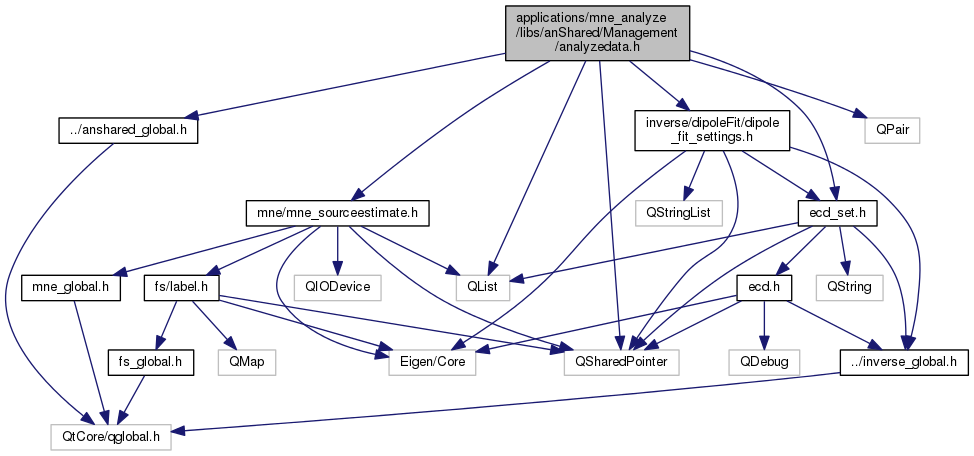 applications/mne_analyze
/libs/anShared/Management
/analyzedata.h
../anshared_global.h
inverse/dipoleFit/dipole
_fit_settings.h
QPair
mne/mne_sourceestimate.h
QStringList
ecd_set.h
mne_global.h
fs/label.h
QIODevice
QList
ecd.h
QString
fs_global.h
QMap
Eigen/Core
QSharedPointer
QDebug
../inverse_global.h
QtCore/qglobal.h